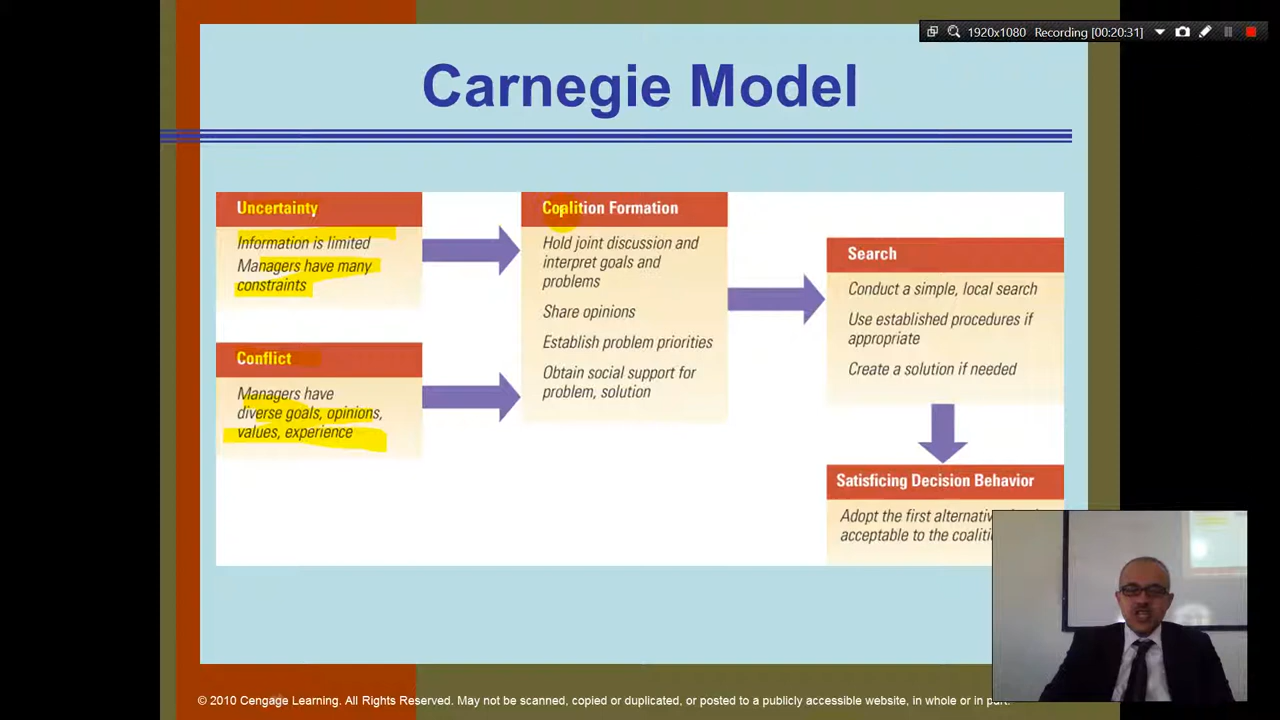 1920x1080 Recording [00:20:31]
Carnegie Model
Uncertainty
Information is limited
Managers have many
constraints
Conflict
Managers have
diverse goals, opinions,
values, experience
Coalition Formation
Hold joint discussion and
interpret goals and
problems
Share opinions
Establish problem priorities
Obtain social support for
problem, solution
Search
Conduct a simple, local search
Use established procedures if
appropriate
Create a solution if needed
Satisficing Decision Behavior
Adopt the first alternative
acceptable to the
© 2010 Cengage Learning. All Rights Reserved. May not be scanned, copied or duplicated, or posted to a publicly accessible website, in whole or in part.